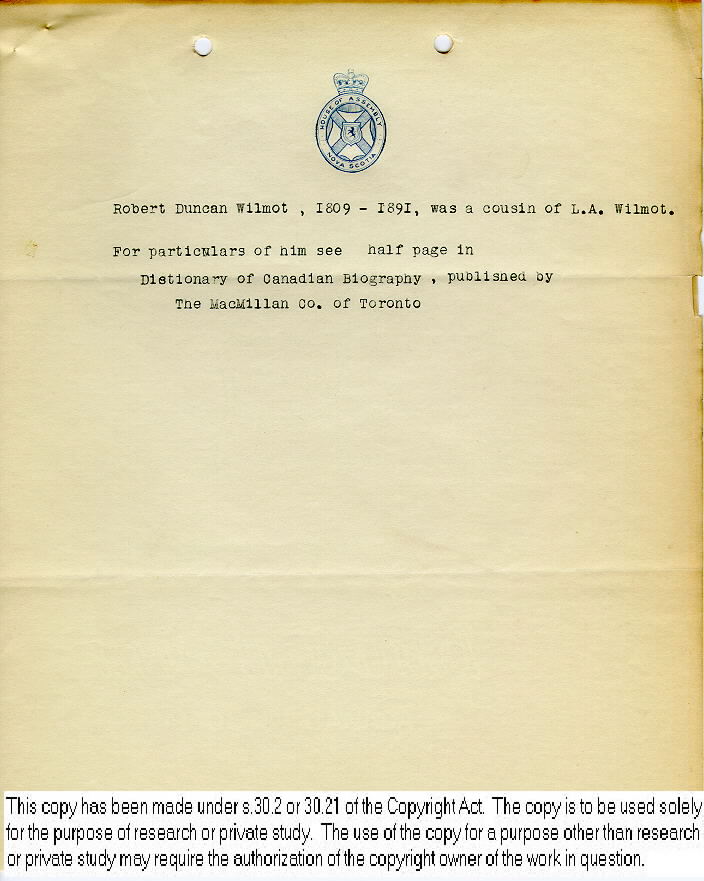 HOUSE OF ASSEMBLY
NOVA SCOTIA
Robert Duncan Wilmot , I809 - I89I, was a cousin of L.A. Wilmot.
For particulars of him see half page in
Distionary of Canadian Biography , published by
The MacMillan Co. of Toronto
This copy has been made under s.30.2 or 30.21 of the Copyright Act. The copy is to be used solely
for the purpose of research or private study. The use of the copy for a purpose other than research
or private study may require the authorization of the copyright owner of the work in question.